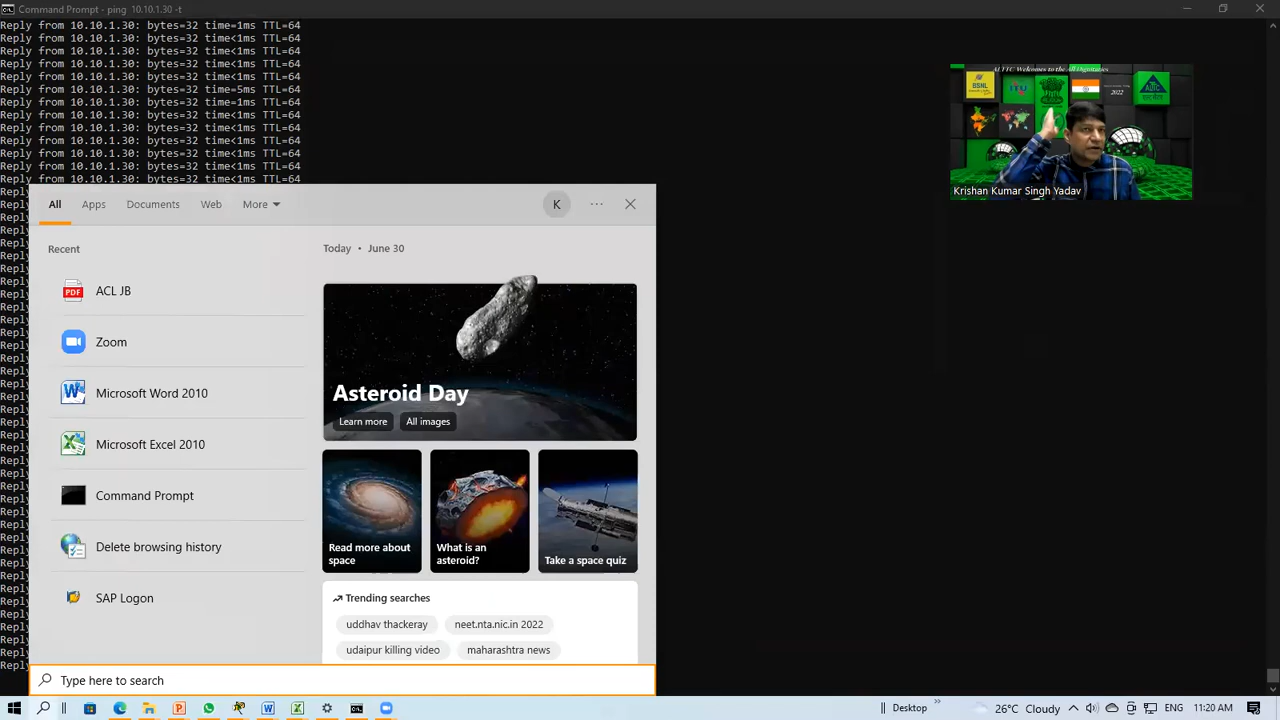 Command Prompt - ping 10.10.1.30 -t
Reply from 10.10.1.30: bytes=32 time=1ms TTL=64
Reply from 10.10.1.30: bytes=32 time<1ms TTL=64
Reply from 10.10.1.30: bytes=32 time<1ms TTL=64
Reply from 10.10.1.30: bytes=32 time<1ms TTL=64
Reply from 10.10.1.30: bytes=32 time<1ms TTL=64
Reply from 10.10.1.30: bytes=32 time=5ms TTL=64
Reply from 10.10.1.30: bytes=32 time=1ms TTL=64
Reply from 10.10.1.30: bytes=32 time<1ms TTL=64
Reply from 10.10.1.30: bytes=32 time<1ms TTL=64
Reply from 10.10.1.30: bytes=32 time<1ms TTL=64
Reply from 10.10.1.30: bytes=32 time<1ms TTL=64
Reply from 10.10.1.30: bytes=32 time<1ms TTL=64
Reply from 10.10.1.30: bytes=32 time<1ms TTL=64
BSNL
ITU
2022
Krishan Kumar Singh Yadav
All Apps Documents Web More
K
Recent
ACL JB
Zoom
Microsoft Word 2010
Microsoft Excel 2010
Command Prompt
Delete browsing history
SAP Logon
Today • June 30
Asteroid Day
Learn more All images
Read more about
space
What is an
asteroid?
Take a space quiz
Trending searches
uddhav thackeray neet.nta.nic.in 2022
udaipur killing video maharashtra news
Type here to search
Desktop 26°C Cloudy 11:20 AM